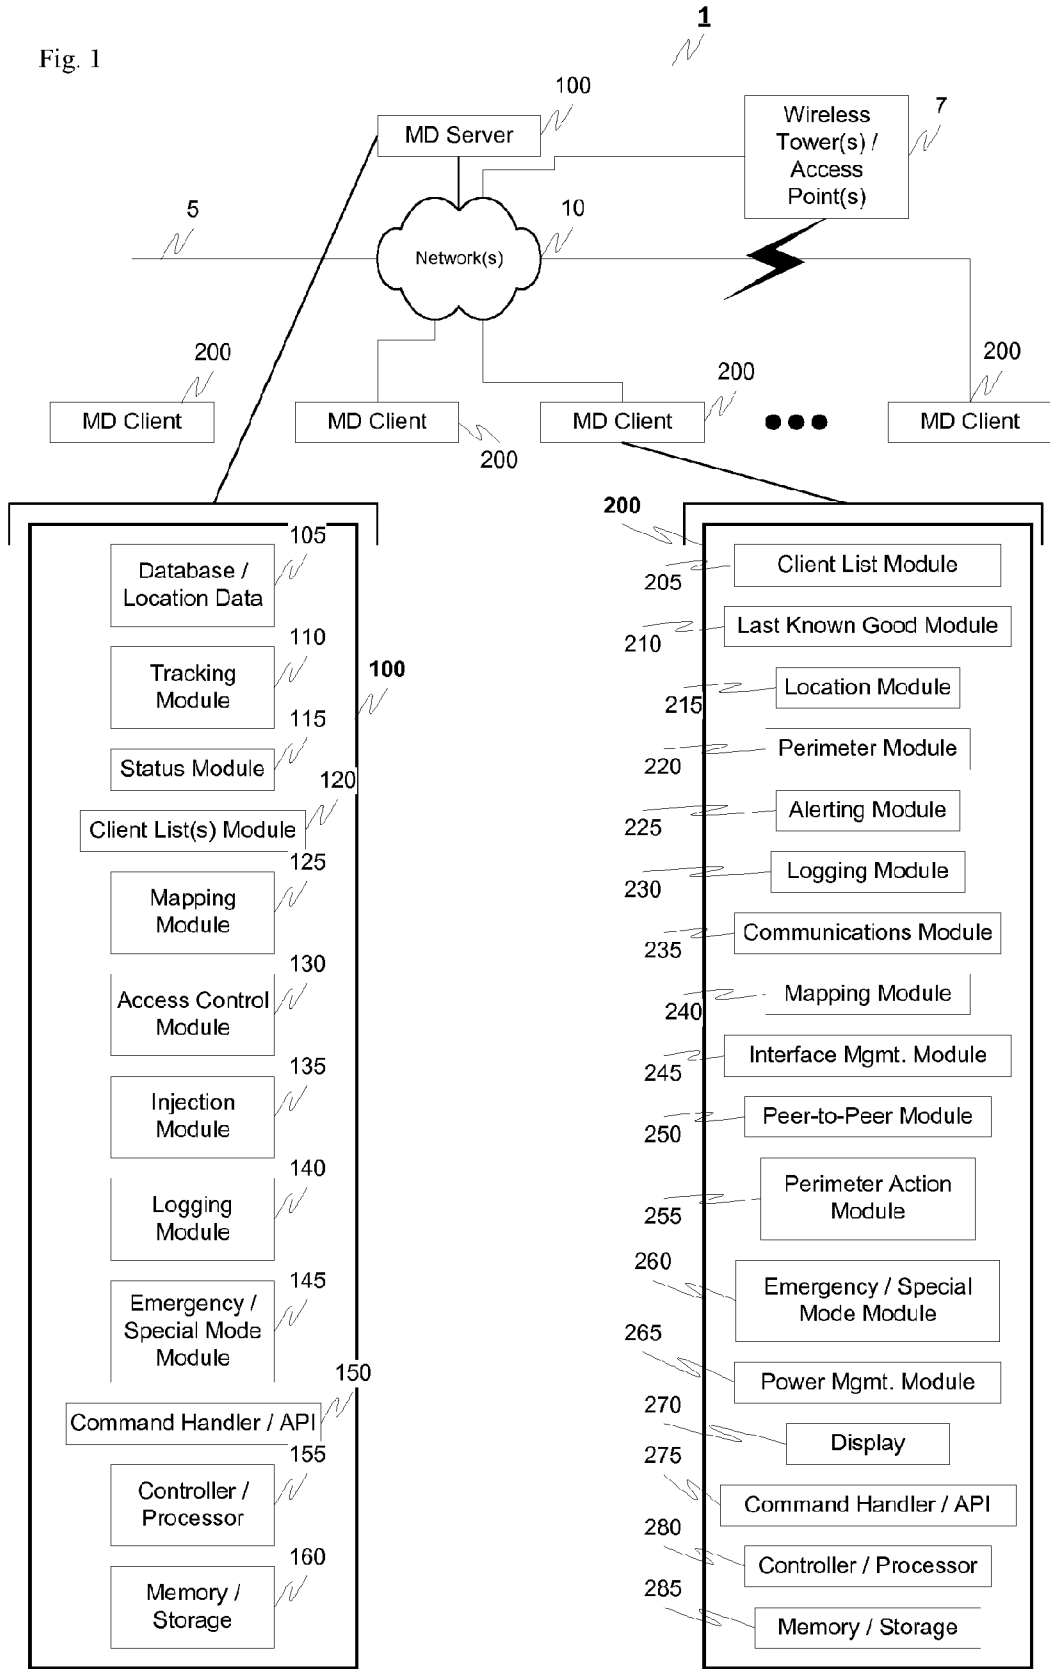 1
Fig. 1
100
MD Server
Wireless
Tower(s) /
Access
Point(s)
7
5
10
Network(s)
200
MD Client
MD Client
200
MD Client
200
200
MD Client
105
Database /
Location Data
110
Tracking
Module
100
115
Status Module
120
Client List(s) Module
125
Mapping
Module
130
Access Control
Module
135
Injection
Module
140
Logging
Module
145
Emergency /
Special Mode
Module
150
Command Handler / API
155
Controller /
Processor
160
Memory /
Storage
200
Client List Module
205
Last Known Good Module
210
Location Module
215
Perimeter Module
220
Alerting Module
225
Logging Module
230
Communications Module
235
Mapping Module
240
Interface Mgmt. Module
245
Peer-to-Peer Module
250
Perimeter Action
Module
255
260
Emergency / Special
Mode Module
265
Power Mgmt. Module
270
Display
275
Command Handler / API
280
Controller / Processor
285
Memory / Storage